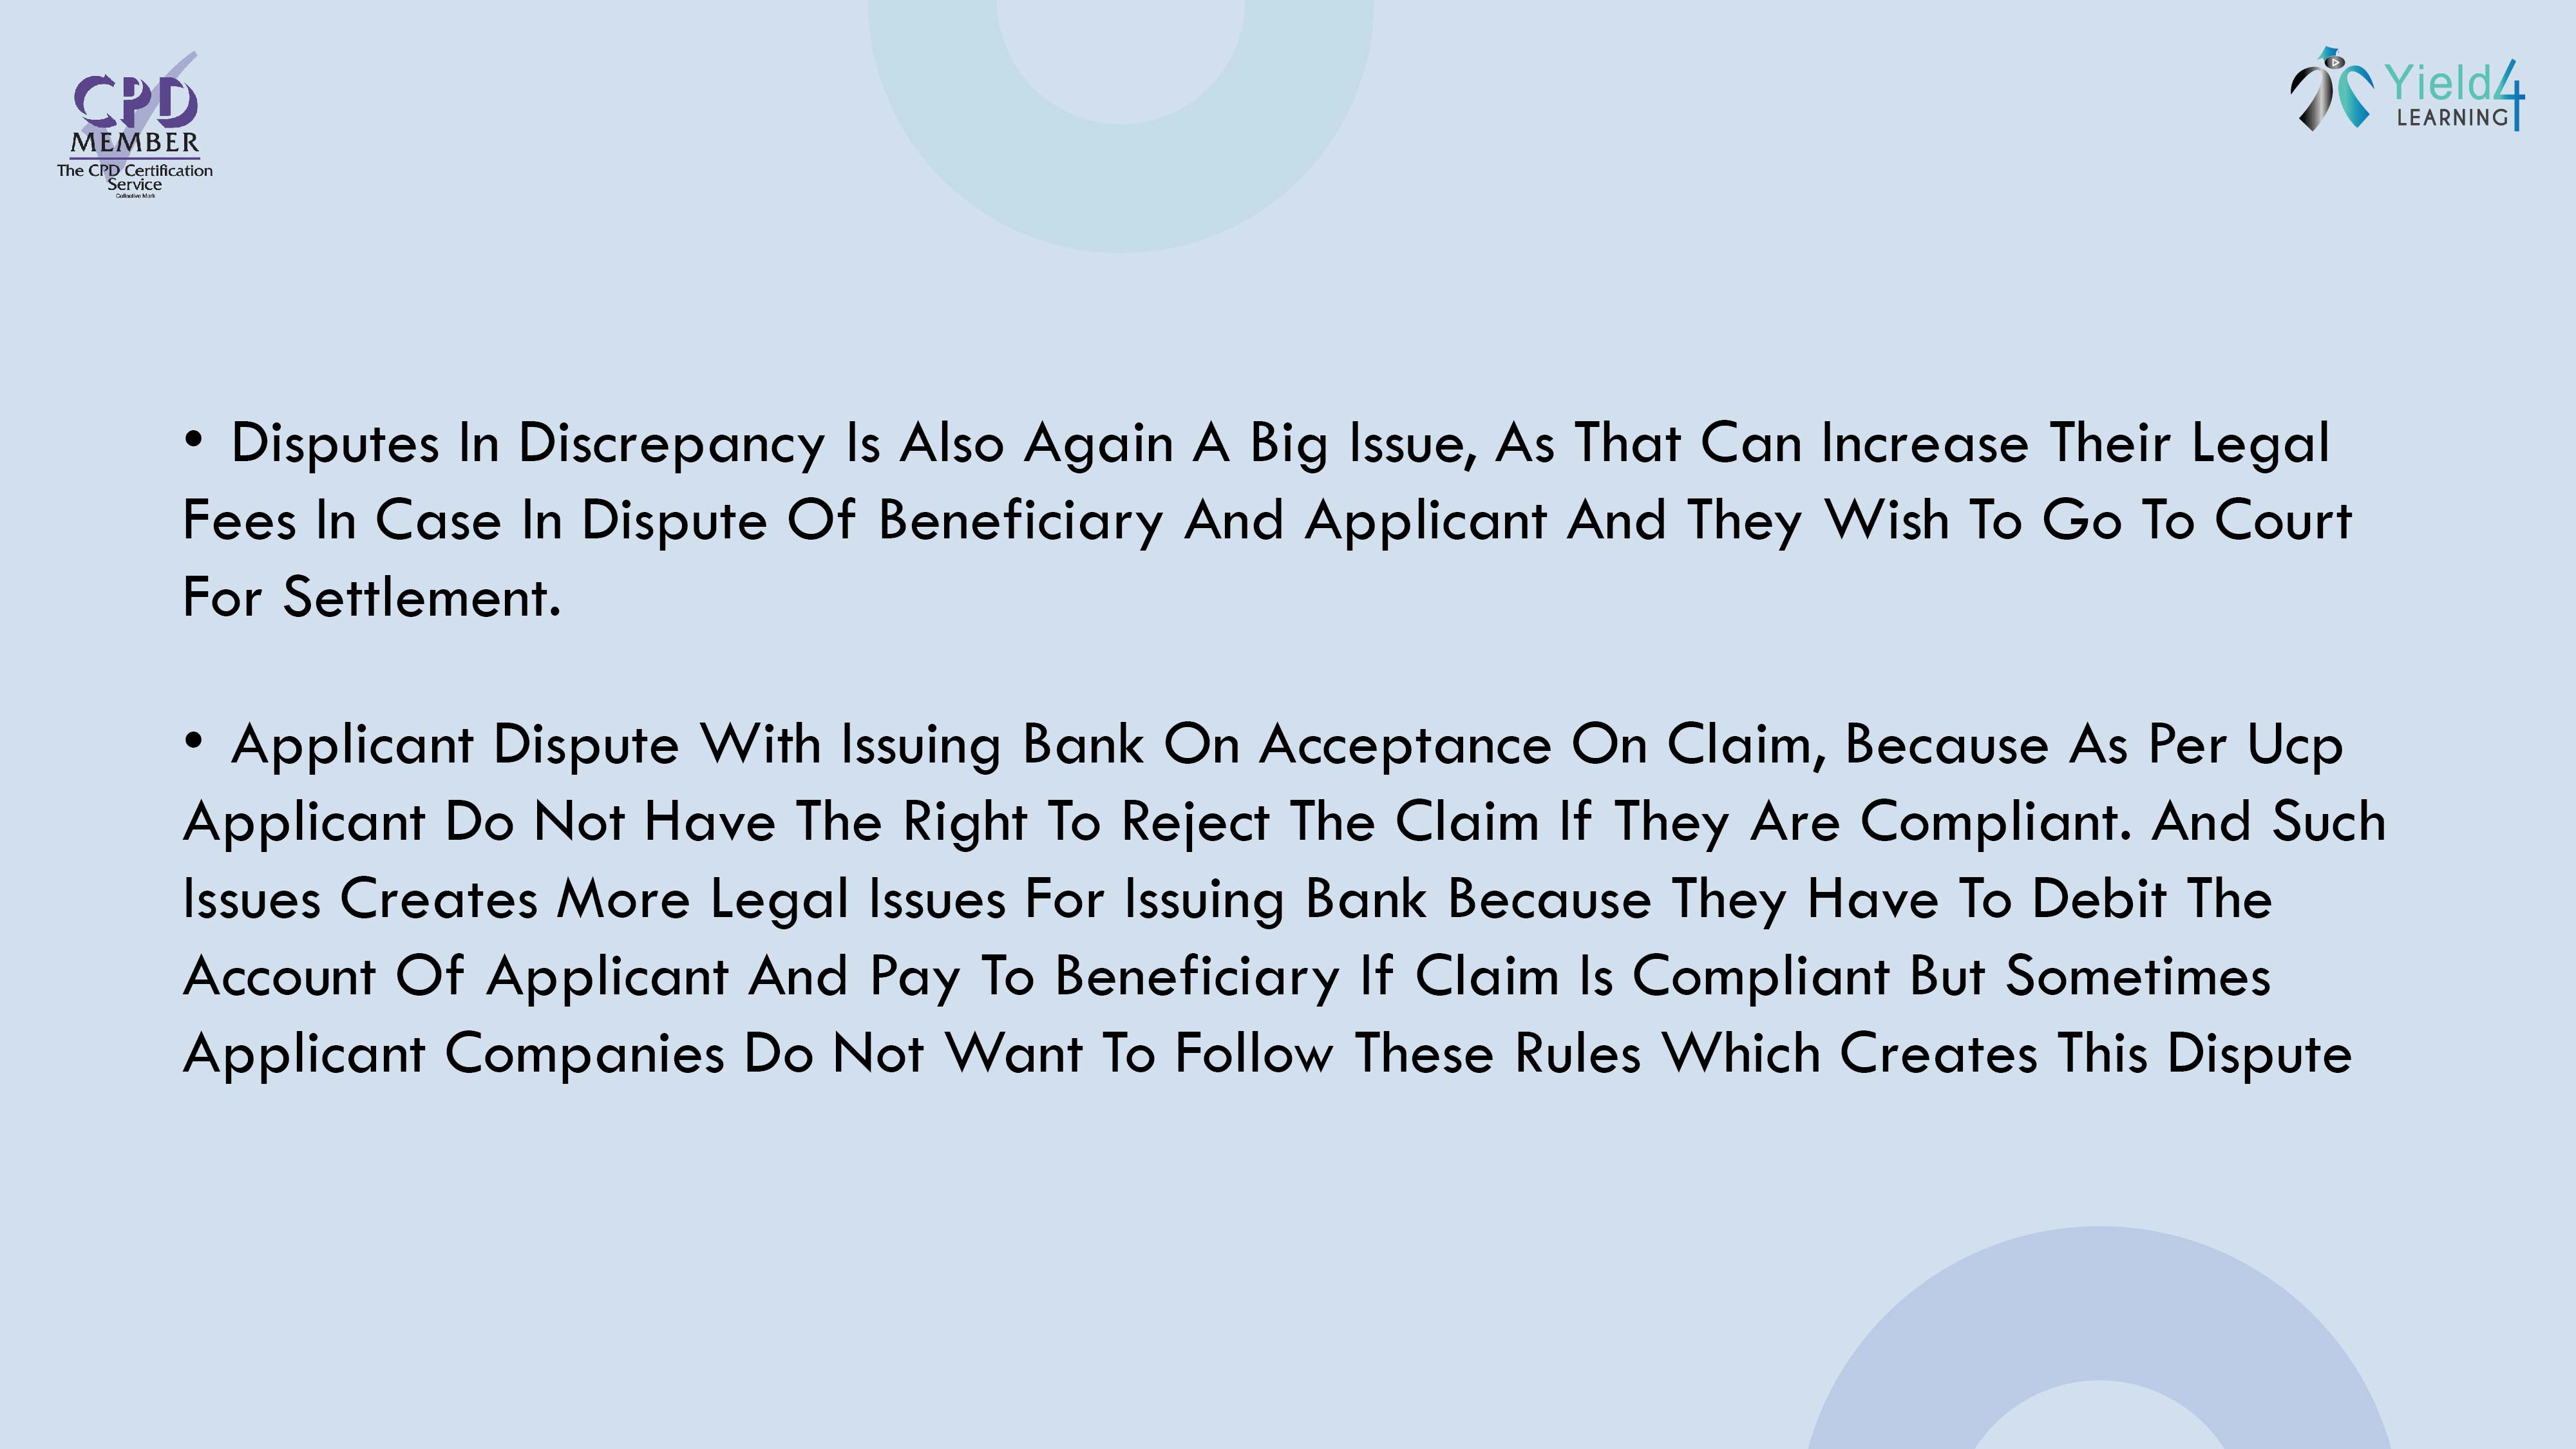 CPD
MEMBER
The CPD Certification
Service
Collective Mark
Yield4
LEARNING
• Disputes In Discrepancy Is Also Again A Big Issue, As That Can Increase Their Legal
Fees In Case In Dispute Of Beneficiary And Applicant And They Wish To Go To Court
For Settlement.
• Applicant Dispute With Issuing Bank On Acceptance On Claim, Because As Per Ucp
Applicant Do Not Have The Right To Reject The Claim If They Are Compliant. And Such
Issues Creates More Legal Issues For Issuing Bank Because They Have To Debit The
Account Of Applicant And Pay To Beneficiary If Claim Is Compliant But Sometimes
Applicant Companies Do Not Want To Follow These Rules Which Creates This Dispute